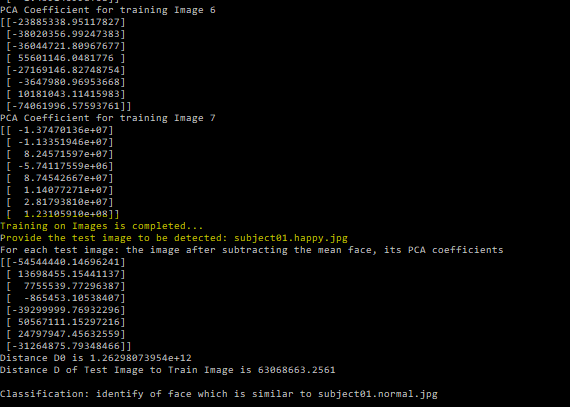 PCA Coefficient for training Image 6
[[-23885338.95117827]
[-38020356.99247383]
[-36044721.80967677]
[ 55601146.0481776 ]
[-27169146.82748754]
[ -3647980.96953668]
[ 10181043.11415983]
[-74061996.57593761]]
PCA Coefficient for training Image 7
[[ -1.37470136e+07]
[ -1.13351946e+07]
[ 8.24571597e+07]
[ -5.74117559e+06]
[ 8.74542667e+07]
[ 1.14077271e+07]
[ 2.81793810e+07]
[ 1.23105910e+08]]
Training on Images is completed...
Provide the test image to be detected: subject01.happy.jpg
For each test image: the image after subtracting the mean face, its PCA coefficients
[[-54544440.14696241]
[ 13698455.15441137]
[ 7755539.77296387]
[ -865453.10538407]
[-39299999.76932296]
[ 50567111.15297216]
[ 24797947.45632559]
[-31264875.79348466]]
Distance D0 is 1.26298073954e+12
Distance D of Test Image to Train Image is 63068663.2561
Classification: identify of face which is similar to subject01.normal.jpg